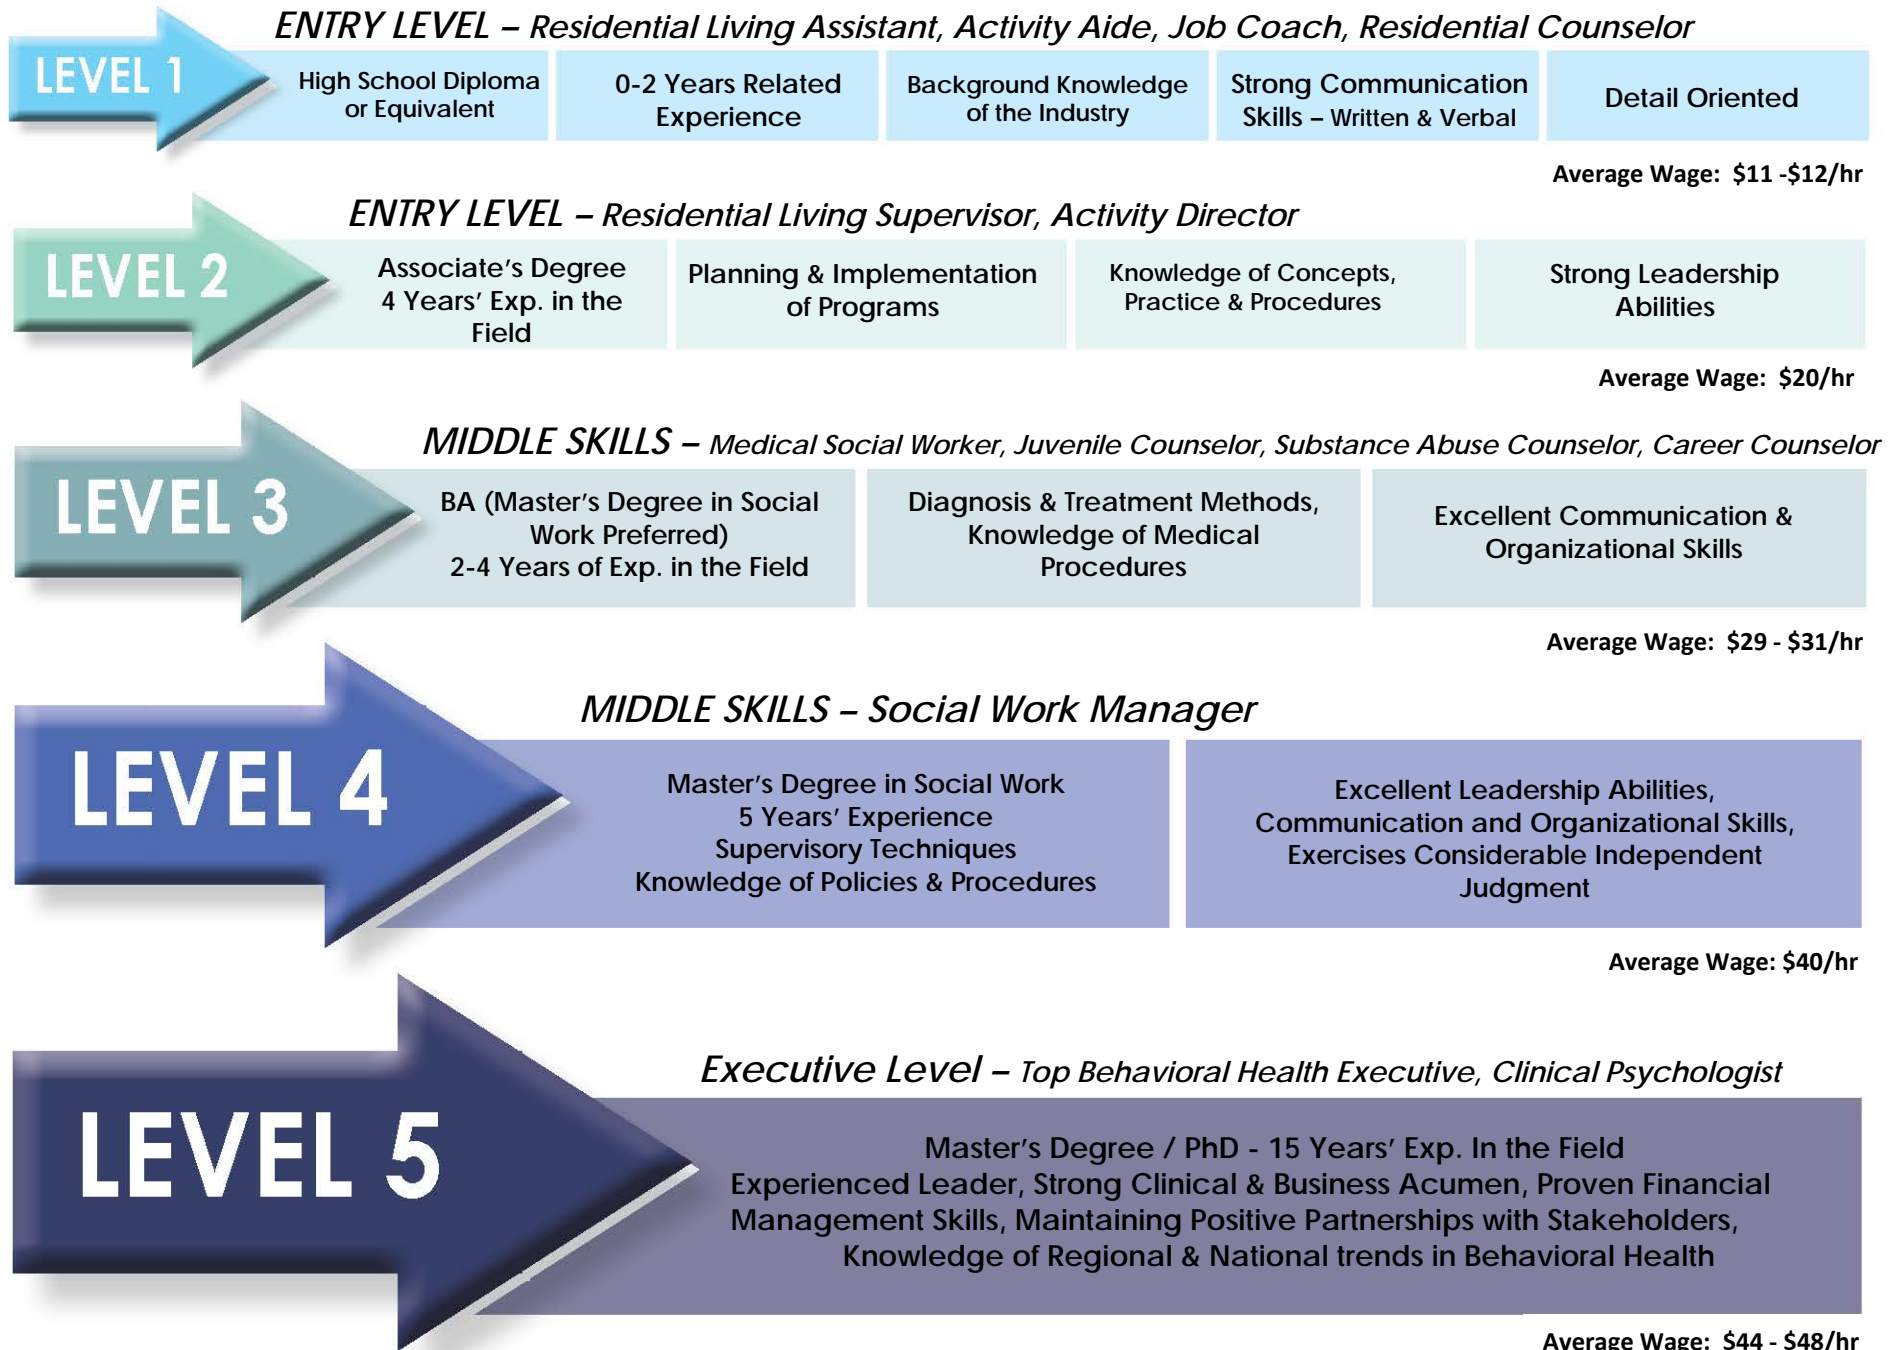 ENTRY LEVEL – Residential Living Assistant, Activity Aide, Job Coach, Residential Counselor
LEVEL 1
High School Diploma
or Equivalent
0-2 Years Related
Experience
Background Knowledge
of the Industry
Strong Communication
Skills – Written & Verbal
Detail Oriented
Average Wage: $11 -$12/hr
ENTRY LEVEL – Residential Living Supervisor, Activity Director
LEVEL 2
Associate's Degree
4 Years' Exp. in the
Field
Planning & Implementation
of Programs
Knowledge of Concepts,
Practice & Procedures
Strong Leadership
Abilities
Average Wage: $20/hr
MIDDLE SKILLS – Medical Social Worker, Juvenile Counselor, Substance Abuse Counselor, Career Counselor
LEVEL 3
BA (Master's Degree in Social
Work Preferred)
2-4 Years of Exp. in the Field
Diagnosis & Treatment Methods,
Knowledge of Medical
Procedures
Excellent Communication &
Organizational Skills
Average Wage: $29 - $31/hr
MIDDLE SKILLS – Social Work Manager
LEVEL 4
Master's Degree in Social Work
5 Years' Experience
Supervisory Techniques
Knowledge of Policies & Procedures
Excellent Leadership Abilities,
Communication and Organizational Skills,
Exercises Considerable Independent
Judgment
Average Wage: $40/hr
Executive Level – Top Behavioral Health Executive, Clinical Psychologist
LEVEL 5
Master's Degree / PhD - 15 Years' Exp. In the Field
Experienced Leader, Strong Clinical & Business Acumen, Proven Financial
Management Skills, Maintaining Positive Partnerships with Stakeholders,
Knowledge of Regional & National trends in Behavioral Health
Average Wage: $44 - $48/hr